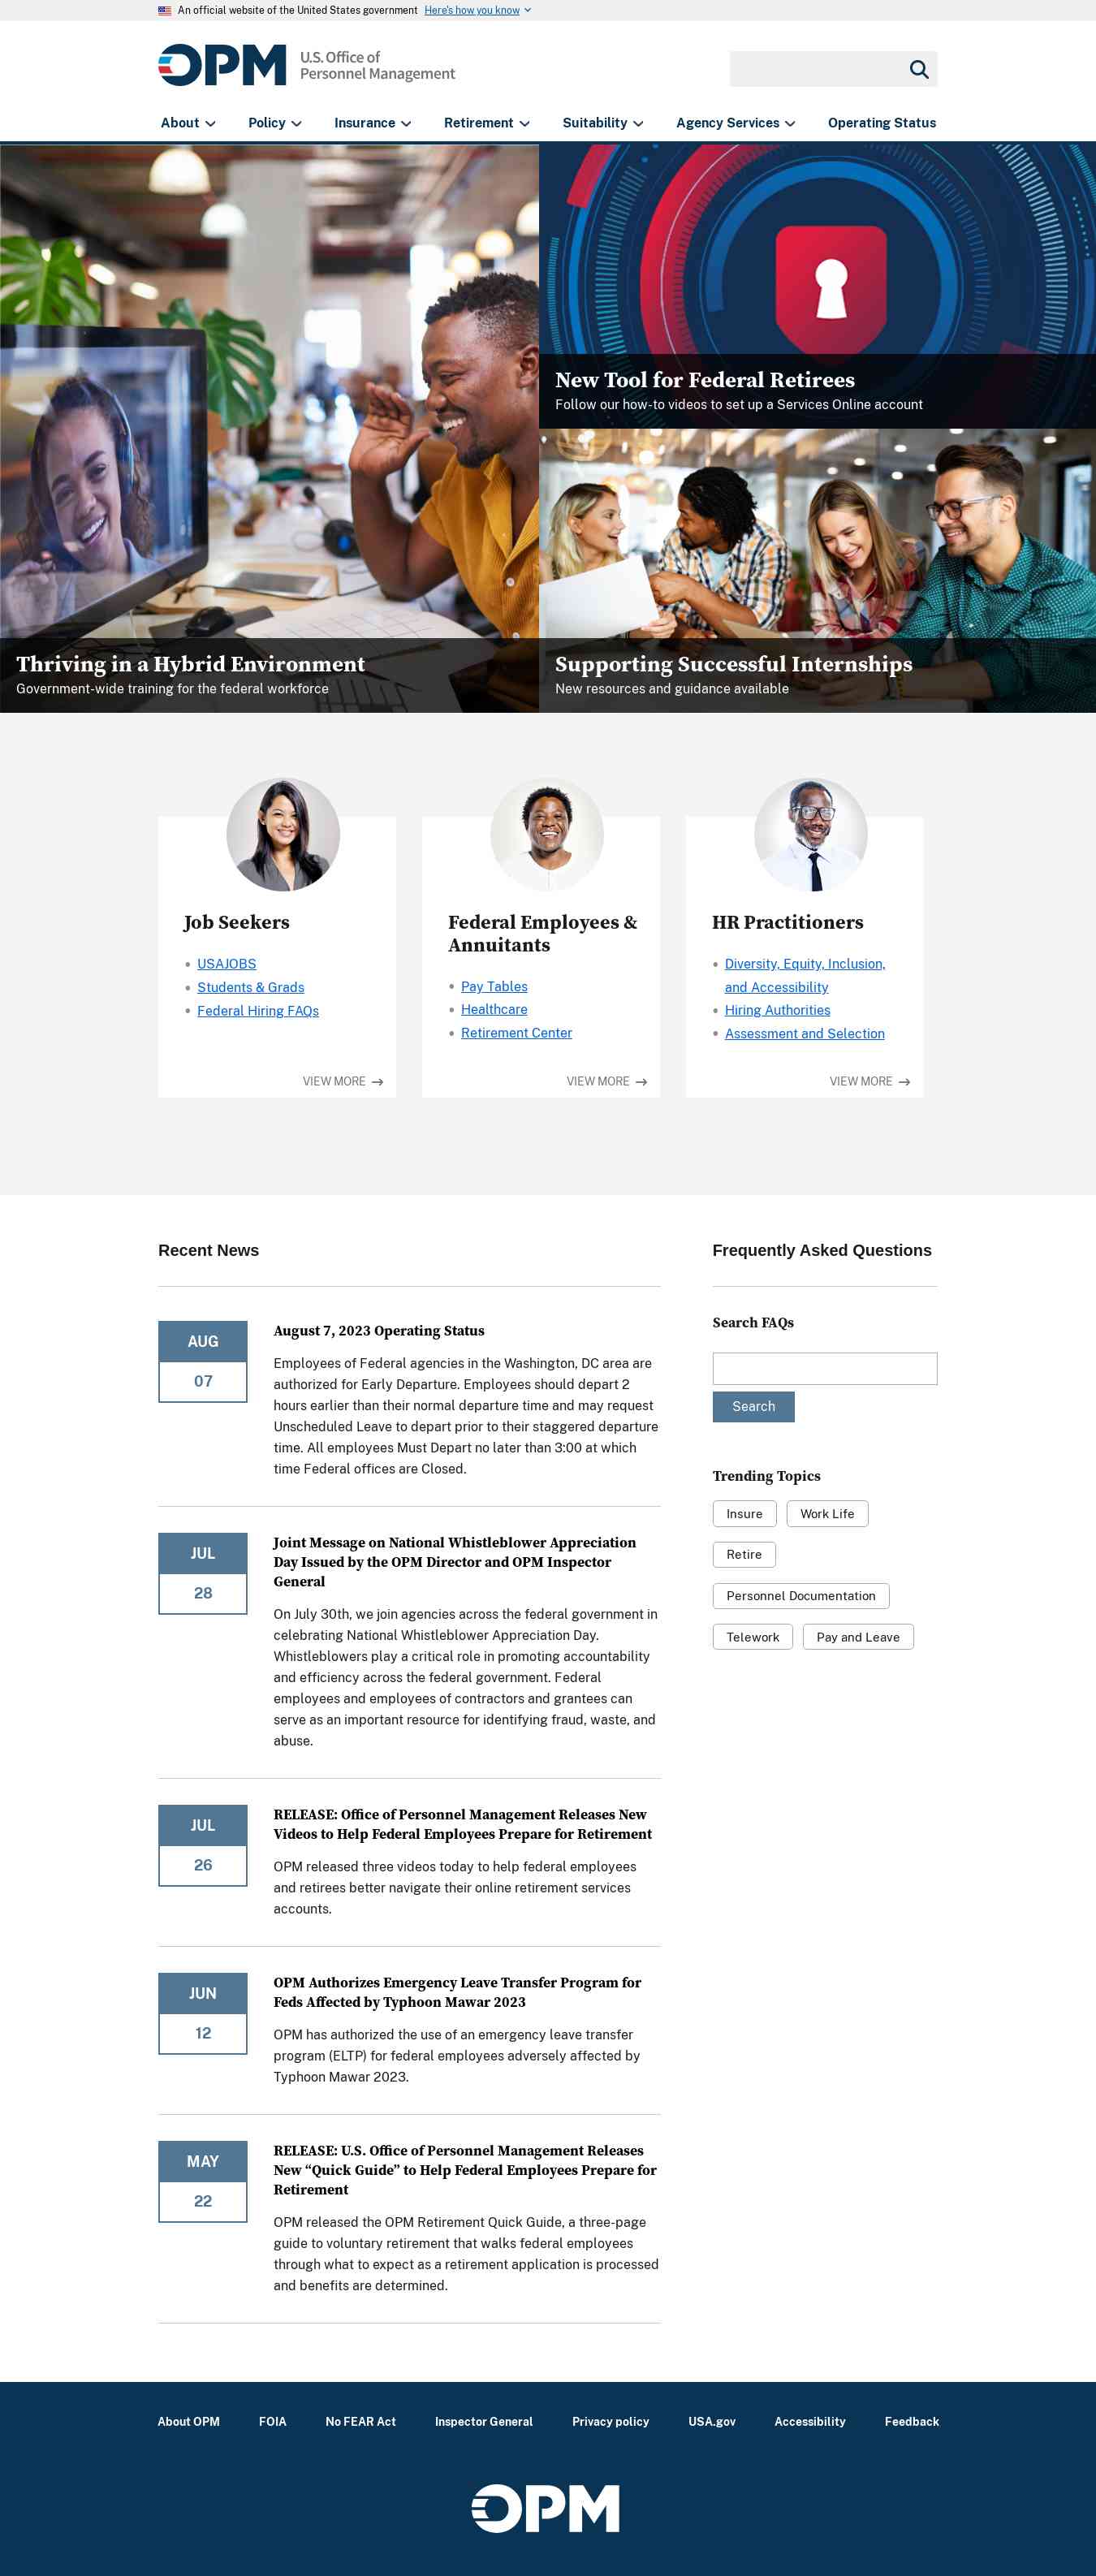 An official website of the United States government Here's how you know
OPM U.S. Office of
Personnel Management
About Policy Insurance Retirement Suitability Agency Services Operating Status
New Tool for Federal Retirees
Follow our how-to videos to set up a Services Online account
Thriving in a Hybrid Environment
Government-wide training for the federal workforce
Supporting Successful Internships
New resources and guidance available
Job Seekers
USAJOBS
Students & Grads
Federal Hiring FAQs
VIEW MORE
Federal Employees &
Annuitants
Pay Tables
Healthcare
Retirement Center
VIEW MORE
HR Practitioners
Diversity, Equity, Inclusion,
and Accessibility
Hiring Authorities
Assessment and Selection
VIEW MORE
Recent News
AUG
07
August 7, 2023 Operating Status
Employees of Federal agencies in the Washington, DC area are
authorized for Early Departure. Employees should depart 2
hours earlier than their normal departure time and may request
Unscheduled Leave to depart prior to their staggered departure
time. All employees Must Depart no later than 3:00 at which
time Federal offices are Closed.
JUL
28
Joint Message on National Whistleblower Appreciation
Day Issued by the OPM Director and OPM Inspector
General
On July 30th, we join agencies across the federal government in
celebrating National Whistleblower Appreciation Day.
Whistleblowers play a critical role in promoting accountability
and efficiency across the federal govenment. Federal
employees and employees of contractors and grantees can
serve as an important resource for identifying fraud, waste, and
abuse.
JUL
26
RELEASE: Office of Personnel Management Releases New
Videos to Help Federal Employees Prepare for Retirement
OPM released three videos today to help federal employees
and retirees better navigate their online retirement services
accounts.
JUN
12
OPM Authorizes Emergency Leave Transfer Program for
Feds Affected by Typhoon Mawar 2023
OPM has authorized the use of an emergency leave transfer
program (ELTP) for federal employees adversely affected by
Typhoon Mawar 2023.
MAY
22
RELEASE: U.S. Office of Personnel Management Releases
New “Quick Guide” to Help Federal Employees Prepare for
Retirement
OPM released the OPM Retirement Quick Guide, a three-page
guide to voluntary retirement that walks federal employees
through what to expect as a retirement application is processed
and benefits are determined.
Frequently Asked Questions
Search FAQs
Search
Trending Topics
Insure Work Life
Retire
Personnel Documentation
Telework Pay and Leave
About OPM FOIA No FEAR Act Inspector General Privacy policy USA.gov Accessibility Feedback
OPM